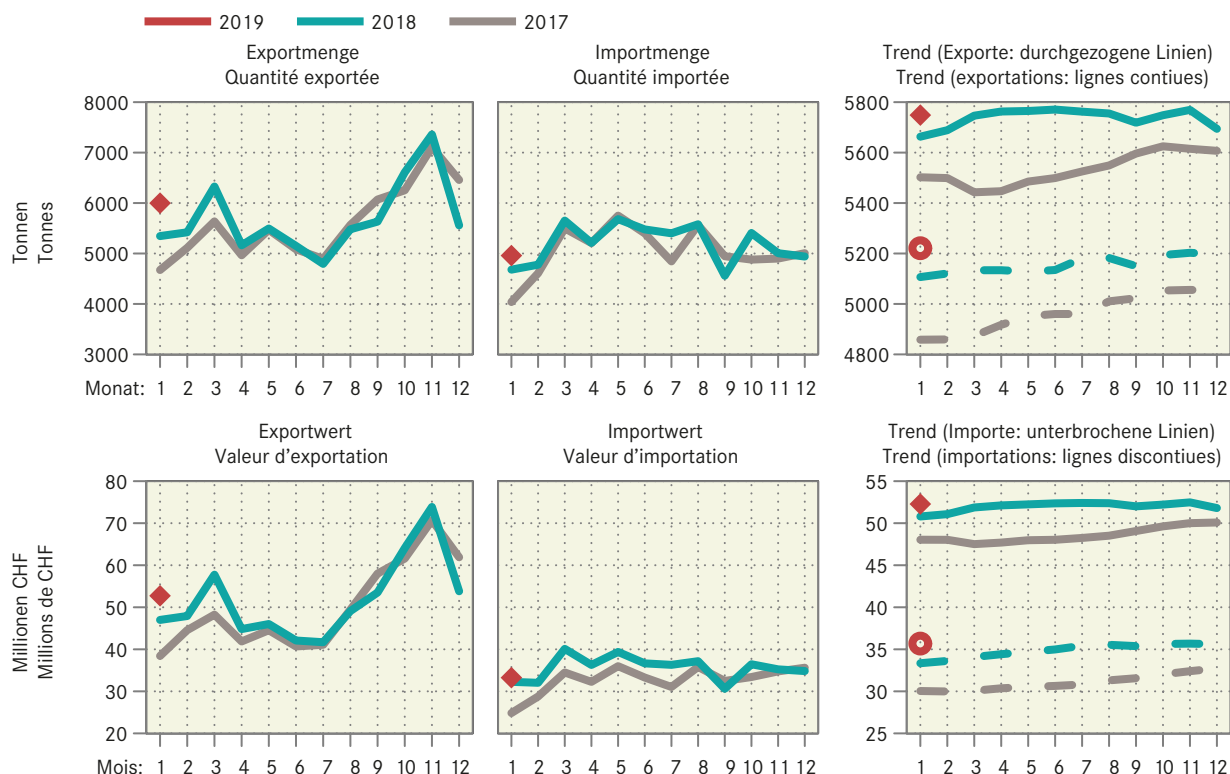 2019 2018 2017
Exportmenge
Quantité exportée
Importmenge
Quantité importée
Trend (Exporte: durchgezogene Linien)
Trend (exportations: lignes contiues)
Tonnen
Tonnes
8000
7000
6000
5000
4000
3000
5800
5600
5400
5200
5000
4800
Monat: 1 2 3 4 5 6 7 8 9 10 11 12
1 2 3 4 5 6 7 8 9 10 11 12
1 2 3 4 5 6 7 8 9 10 11 12
Exportwert
Valeur d’exportation
Importwert
Valeur d’importation
Trend (Importe: unterbrochene Linien)
Trend (importations: lignes discontiues)
Millionen CHF
Millions de CHF
80
70
60
50
40
30
20
55
50
45
40
35
30
25
Mois: 1 2 3 4 5 6 7 8 9 10 11 12
1 2 3 4 5 6 7 8 9 10 11 12
1 2 3 4 5 6 7 8 9 10 11 12